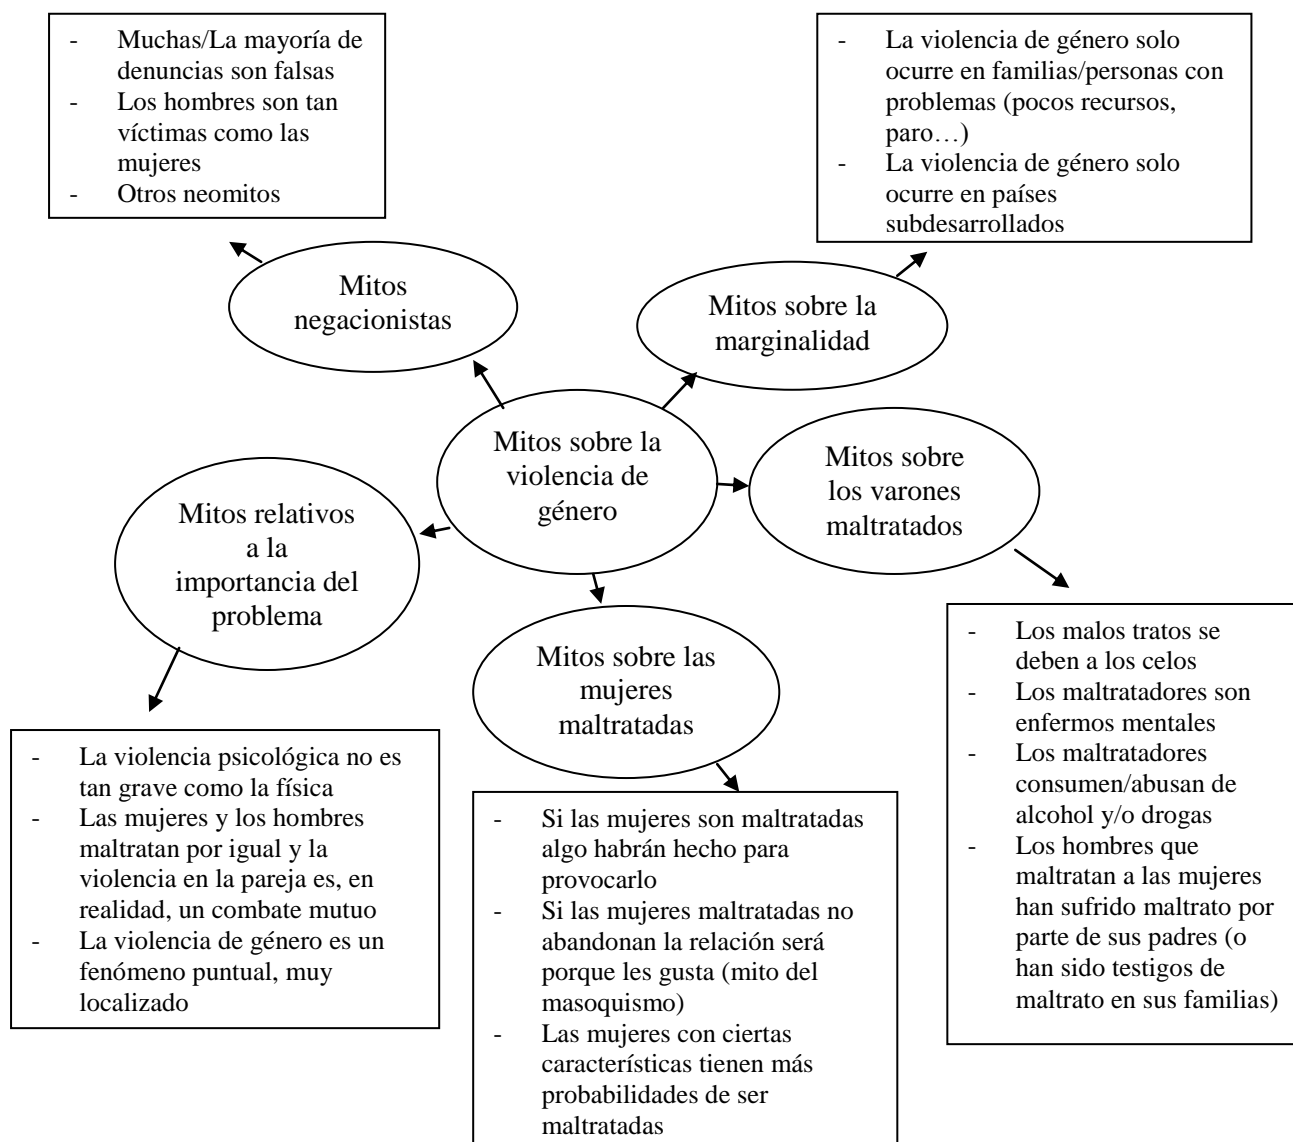 - Muchas/La mayoría de
denuncias son falsas
- Los hombres son tan
víctimas como las
mujeres
- Otros neomitos
- La violencia de género solo
ocurre en familias/personas con
problemas (pocos recursos,
paro…)
- La violencia de género solo
ocurre en países
subdesarrollados
Mitos
negacionistas
Mitos sobre la
marginalidad
Mitos sobre la
violencia de
género
Mitos sobre
los varones
maltratados
Mitos relativos
a la
importancia del
problema
Mitos sobre las
mujeres
maltratadas
- Los malos tratos se
deben a los celos
- Los maltratadores son
enfermos mentales
- Los maltratadores
consumen/abusan de
alcohol y/o drogas
- Los hombres que
maltratan a las mujeres
han sufrido maltrato por
parte de sus padres (o
han sido testigos de
maltrato en sus familias)
- La violencia psicológica no es
tan grave como la física
- Las mujeres y los hombres
maltratan por igual y la
violencia en la pareja es, en
realidad, un combate mutuo
- La violencia de género es un
fenómeno puntual, muy
localizado
- Si las mujeres son maltratadas
algo habrán hecho para
provocarlo
- Si las mujeres maltratadas no
abandonan la relación será
porque les gusta (mito del
masoquismo)
- Las mujeres con ciertas
características tienen más
probabilidades de ser
maltratadas